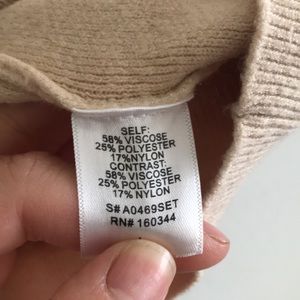 SELF:
58% VISCOSE
25% POLYESTER
17%NYLON
CONTRAST:
58% VISCOSE
25% POLYESTER
17%NYLON
S# A0469SET
RN# 160344